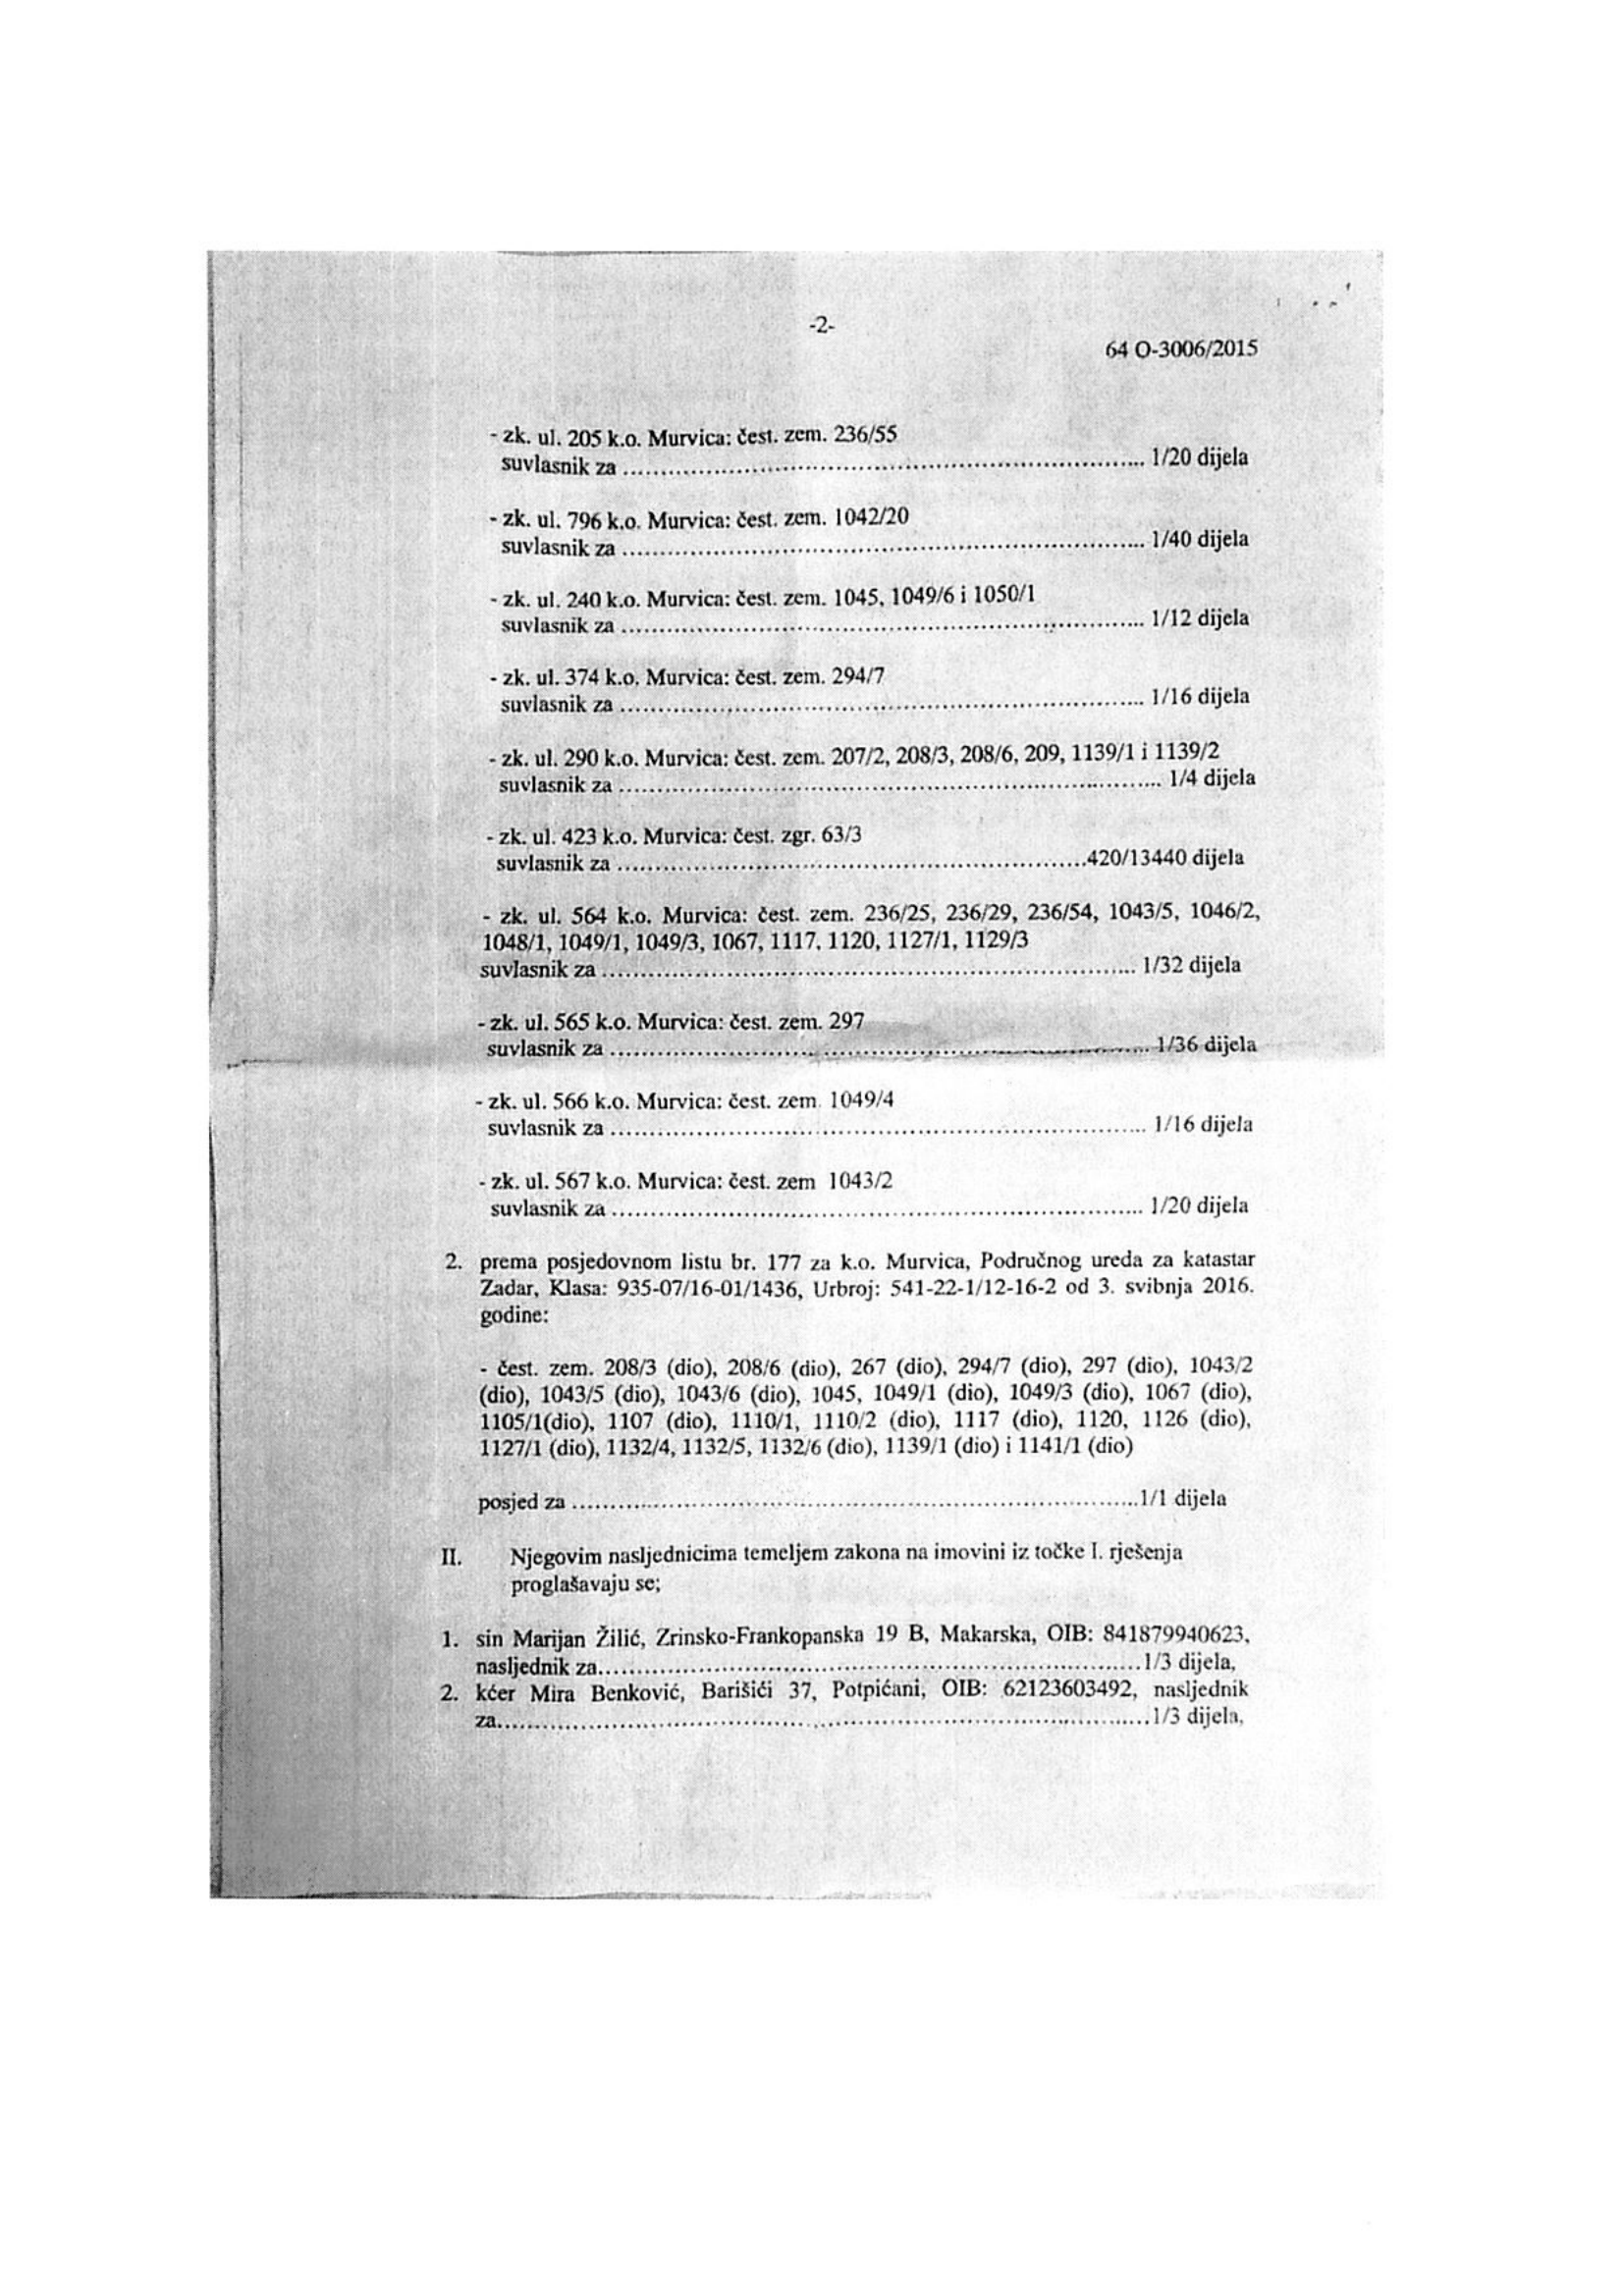 -2-
64 O-3006/2015
- zk. ul. 205 k.o. Murvica: čest. zem. 236/55
suvlasnik za ........................................................................ 1/20 dijela
- zk. ul. 796 k.o. Murvica: čest. zem. 1042/20
suvlasnik za ........................................................................ 1/40 dijela
- zk. ul. 240 k.o. Murvica: čest. zem. 1045, 1049/6 i 1050/1
suvlasnik za ........................................................................ 1/12 dijela
- zk. ul. 374 k.o. Murvica: čest. zem. 294/7
suvlasnik za ........................................................................ 1/16 dijela
- zk. ul. 290 k.o. Murvica: čest. zem. 207/2, 208/3, 208/6, 209, 1139/1 i 1139/2
suvlasnik za ........................................................................ 1/4 dijela
- zk. ul. 423 k.o. Murvica: čest. zgr. 63/3
suvlasnik za ................................................................420/13440 dijela
- zk. ul. 564 k.o. Murvica: čest. zem. 236/25, 236/29, 236/54, 1043/5, 1046/2,
1048/1, 1049/1, 1049/3, 1067, 1117, 1120, 1127/1, 1129/3
suvlasnik za ........................................................................ 1/32 dijela
- zk. ul. 565 k.o. Murvica: čest. zem. 297
suvlasnik za ........................................................................ 1/36 dijela
- zk. ul. 566 k.o. Murvica: čest. zem. 1049/4
suvlasnik za ........................................................................ 1/16 dijela
- zk. ul. 567 k.o. Murvica: čest. zem 1043/2
suvlasnik za ........................................................................ 1/20 dijela
2. prema posjedovnom listu br. 177 za k.o. Murvica, Područnog ureda za katastar
Zadar, Klasa: 935-07/16-01/1436, Urbroj: 541-22-1/12-16-2 od 3. svibnja 2016.
godine:
- čest. zem. 208/3 (dio), 208/6 (dio), 267 (dio), 294/7 (dio), 297 (dio), 1043/2
(dio), 1043/5 (dio), 1043/6 (dio), 1045, 1049/1 (dio), 1049/3 (dio), 1067 (dio),
1105/1(dio), 1107 (dio), 1110/1, 1110/2 (dio), 1117 (dio), 1120, 1126 (dio),
1127/1 (dio), 1132/4, 1132/5, 1132/6 (dio), 1139/1 (dio) i 1141/1 (dio)
posjed za ............................................................................1/1 dijela
II. Njegovim nasljednicima temeljem zakona na imovini iz točke I. rješenja
proglašavaju se;
1. sin Marijan Žilić, Zrinsko-Frankopanska 19 B, Makarska, OIB: 841879940623,
nasljednik za.........................................................................1/3 dijela,
2. kćer Mira Benković, Barišići 37, Potpićani, OIB: 62123603492, nasljednik
za........................................................................................1/3 dijela,